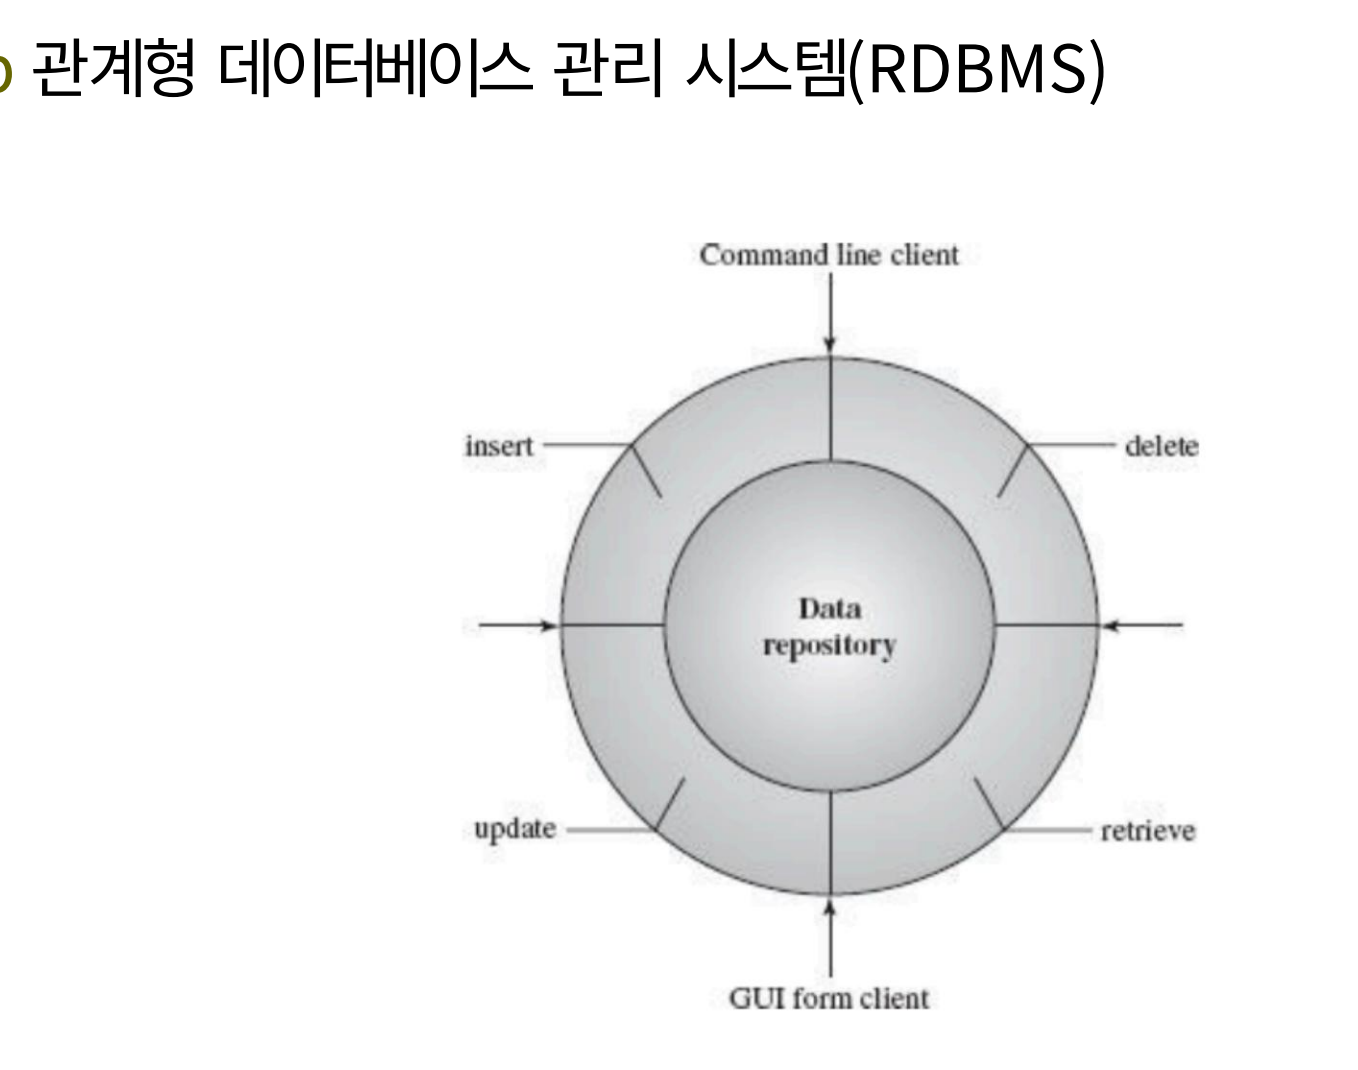 관계형 데이터베이스 관리 시스템(RDBMS)
Command line client
insert
delete
Data
repository
update
retrieve
GUI form client